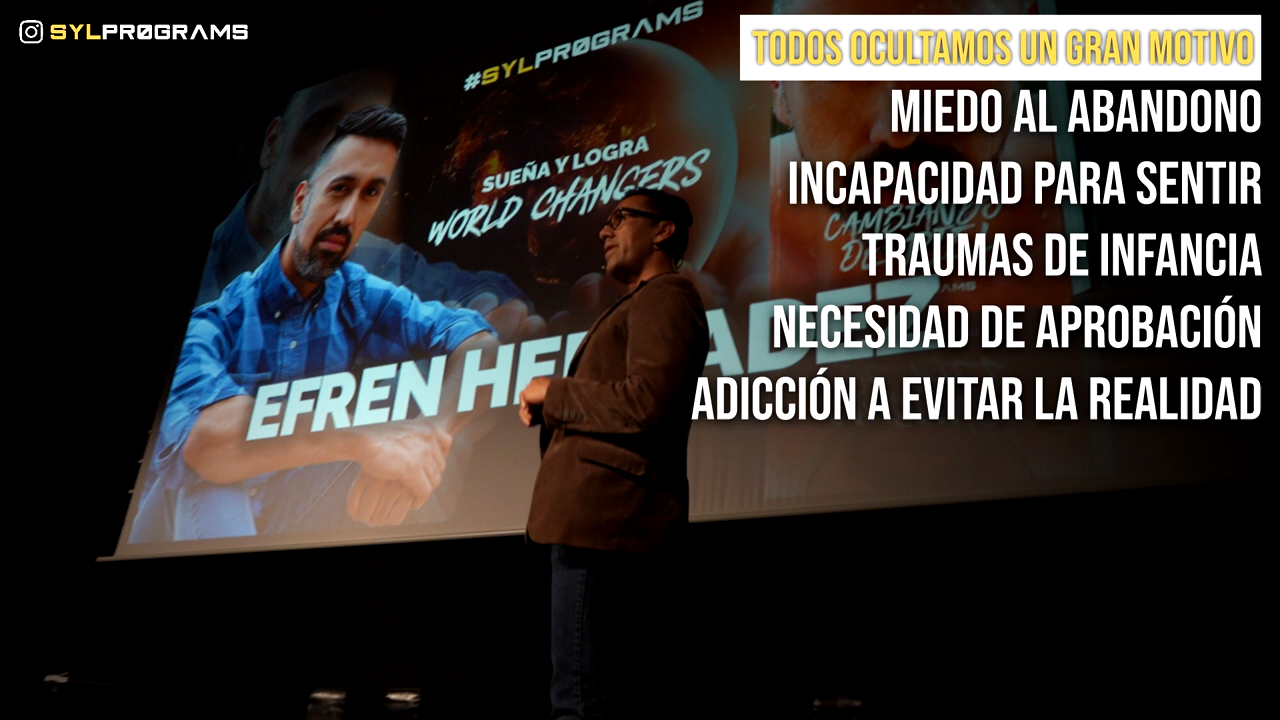 SYLPRØGRAMS
#SYLPRØGRAMS
SUEÑA Y LOGRA
WORLD CHANGERS
EFREN HE ADEZ
TODOS OCULTAMOS UN GRAN MOTIVO
MIEDO AL ABANDONO
INCAPACIDAD PARA SENTIR
TRAUMAS DE INFANCIA
NECESIDAD DE APROBACIÓN
ADICCIÓN A EVITAR LA REALIDAD